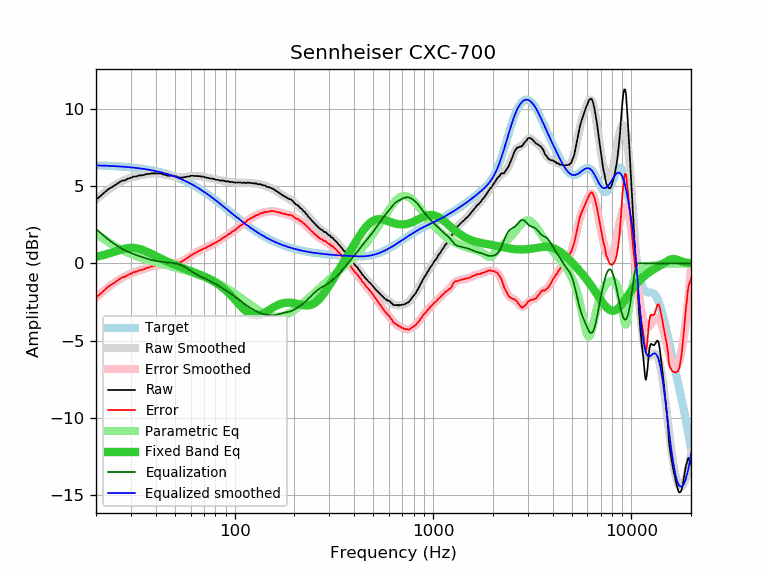 Sennheiser CXC-700
Amplitude (dBr)
10
5
0
−5
−10
−15
Target
Raw Smoothed
Error Smoothed
Raw
Error
Parametric Eq
Fixed Band Eq
Equalization
Equalized smoothed
100
1000
10000
Frequency (Hz)